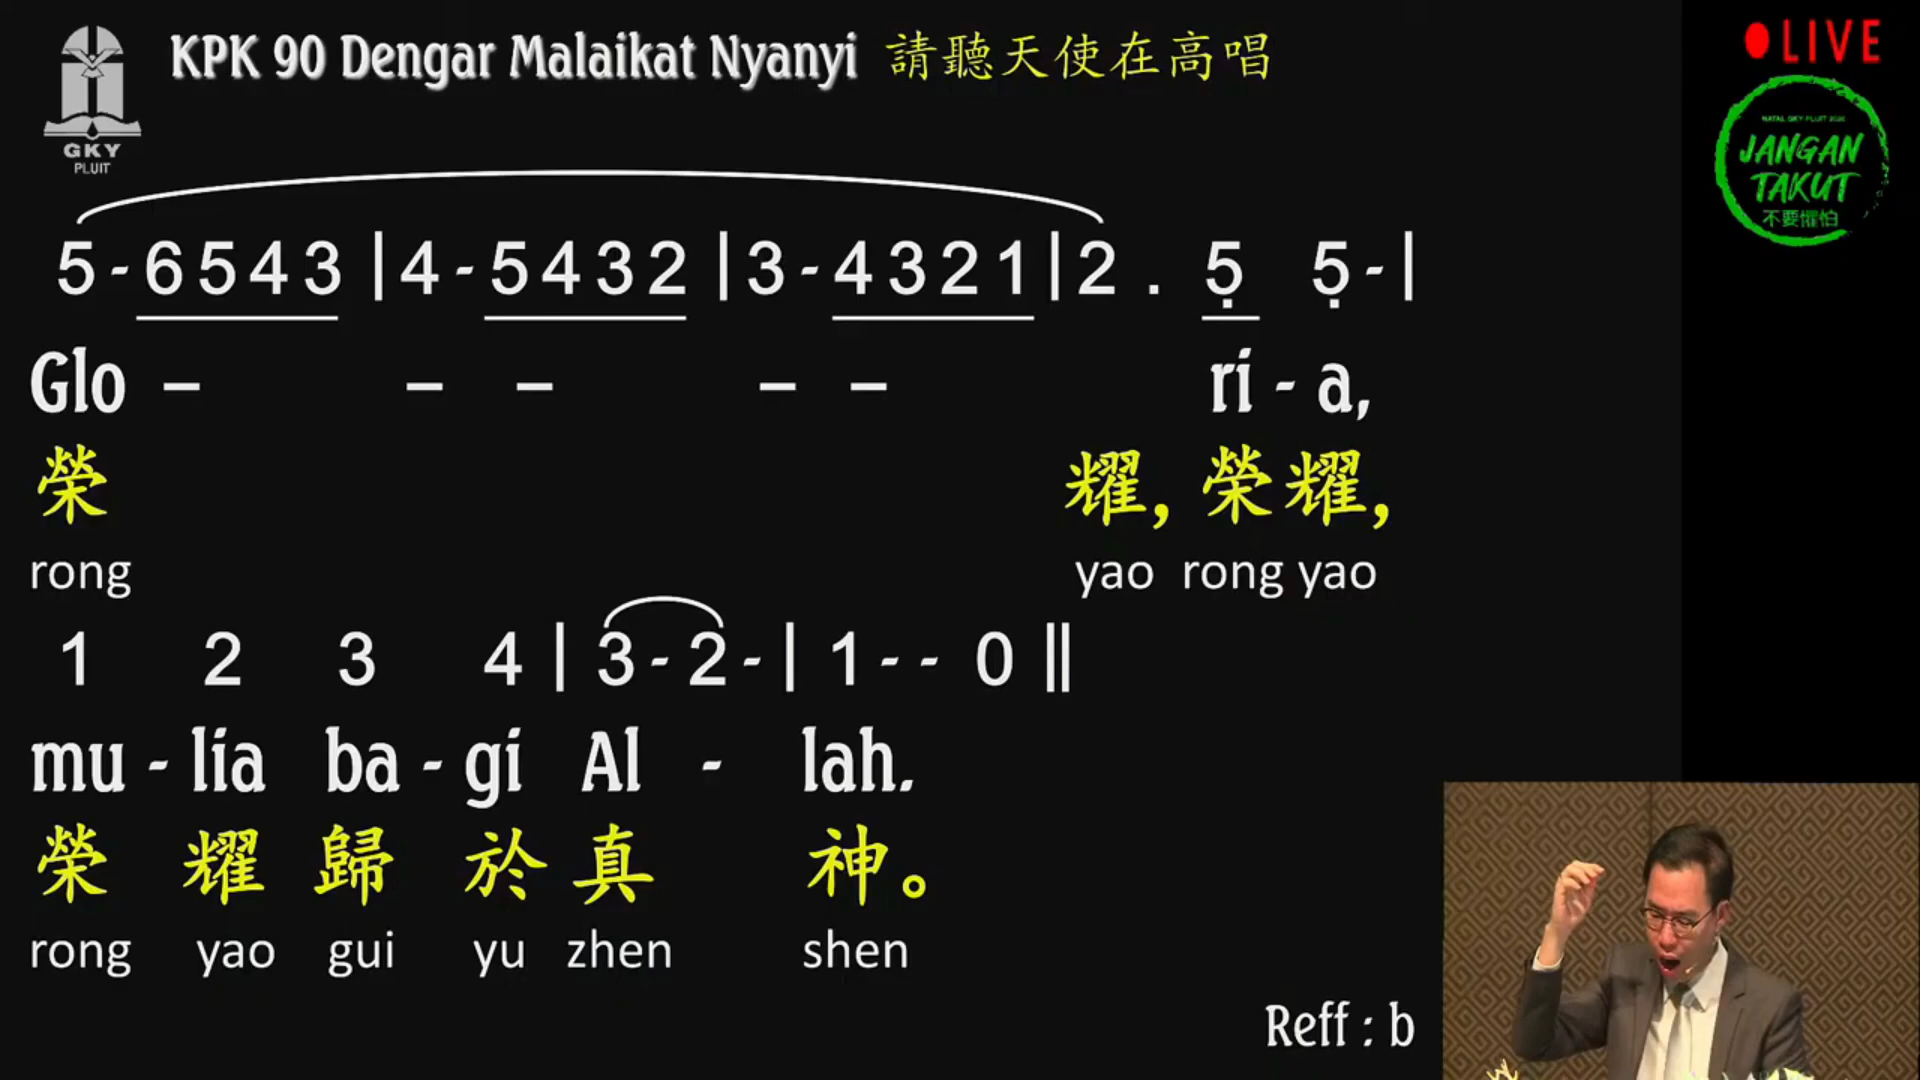 KPK 90 Dengar Malaikat Nyanyi 請聽天使在高唱
LIVE
GKY
PLUIT
NATAL GKY PLUIT 2020
JANGAN
TAKUT
不要懼怕
5 - 6 5 4 3 | 4 - 5 4 3 2 | 3 - 4 3 2 1 | 2 . 5̣ 5̣ - |
Glo – – – – – ri - a,
榮 耀, 榮耀,
rong yao rong yao
1 2 3 4 | 3 - 2 - | 1 - - 0 ||
mu - lia ba - gi Al - lah.
榮 耀 歸 於 真 神。
rong yao gui yu zhen shen
Reff : b